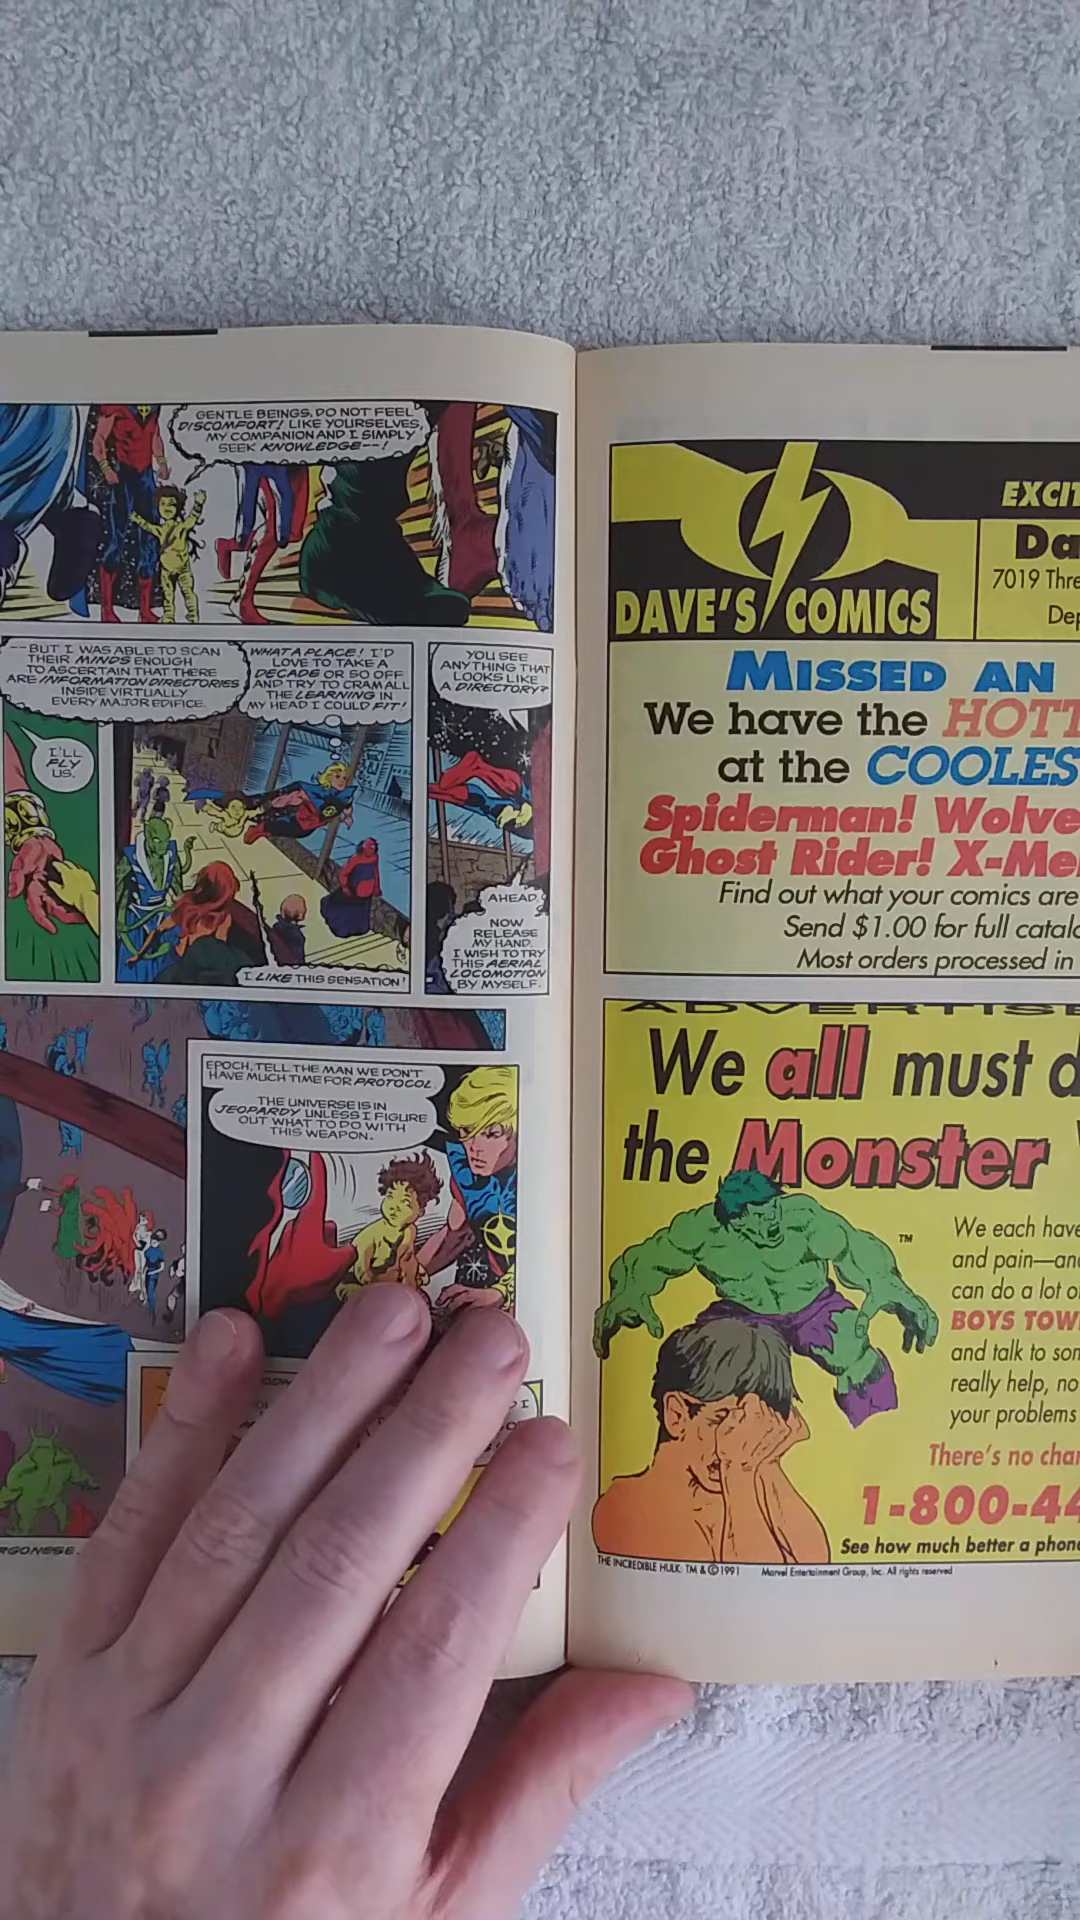 GENTLE BEINGS, DO NOT FEEL
DISCOMFORT! LIKE YOURSELVES,
MY COMPANION AND I SIMPLY
SEEK KNOWLEDGE--!
--BUT I WAS ABLE TO SCAN
THEIR MINDS ENOUGH
TO ASCERTAIN THAT THERE
ARE INFORMATION DIRECTORIES
INSIDE VIRTUALLY
EVERY MAJOR EDIFICE.
I'LL
FLY
US.
WHAT A PLACE! I'D
LOVE TO TAKE A
DECADE OR SO OFF
AND TRY TO CRAM ALL
THE LEARNING IN
MY HEAD I COULD FIT!
I LIKE THIS SENSATION!
YOU SEE
ANYTHING THAT
LOOKS LIKE
A DIRECTORY?
AHEAD.
NOW
RELEASE
MY HAND.
I WISH TO TRY
THIS AERIAL
LOCOMOTION
BY MYSELF.
EPOCH, TELL THE MAN WE DON'T
HAVE MUCH TIME FOR PROTOCOL.
THE UNIVERSE IS IN
JEOPARDY UNLESS I FIGURE
OUT WHAT TO DO WITH
THIS WEAPON.
RGONESE.
DAVE'S COMICS
EXCIT
Da
7019 Thre
Dep
MISSED AN
We have the HOTT
at the COOLES
Spiderman! Wolve
Ghost Rider! X-Me
Find out what your comics are
Send $1.00 for full catalo
Most orders processed in
ADVERTISE
We all must d
the Monster
TM
We each have
and pain—and
can do a lot o
BOYS TOW
and talk to som
really help, no
your problems
There's no char
1-800-44
See how much better a phone
THE INCREDIBLE HULK: TM & © 1991 Marvel Entertainment Group, Inc. All rights reserved